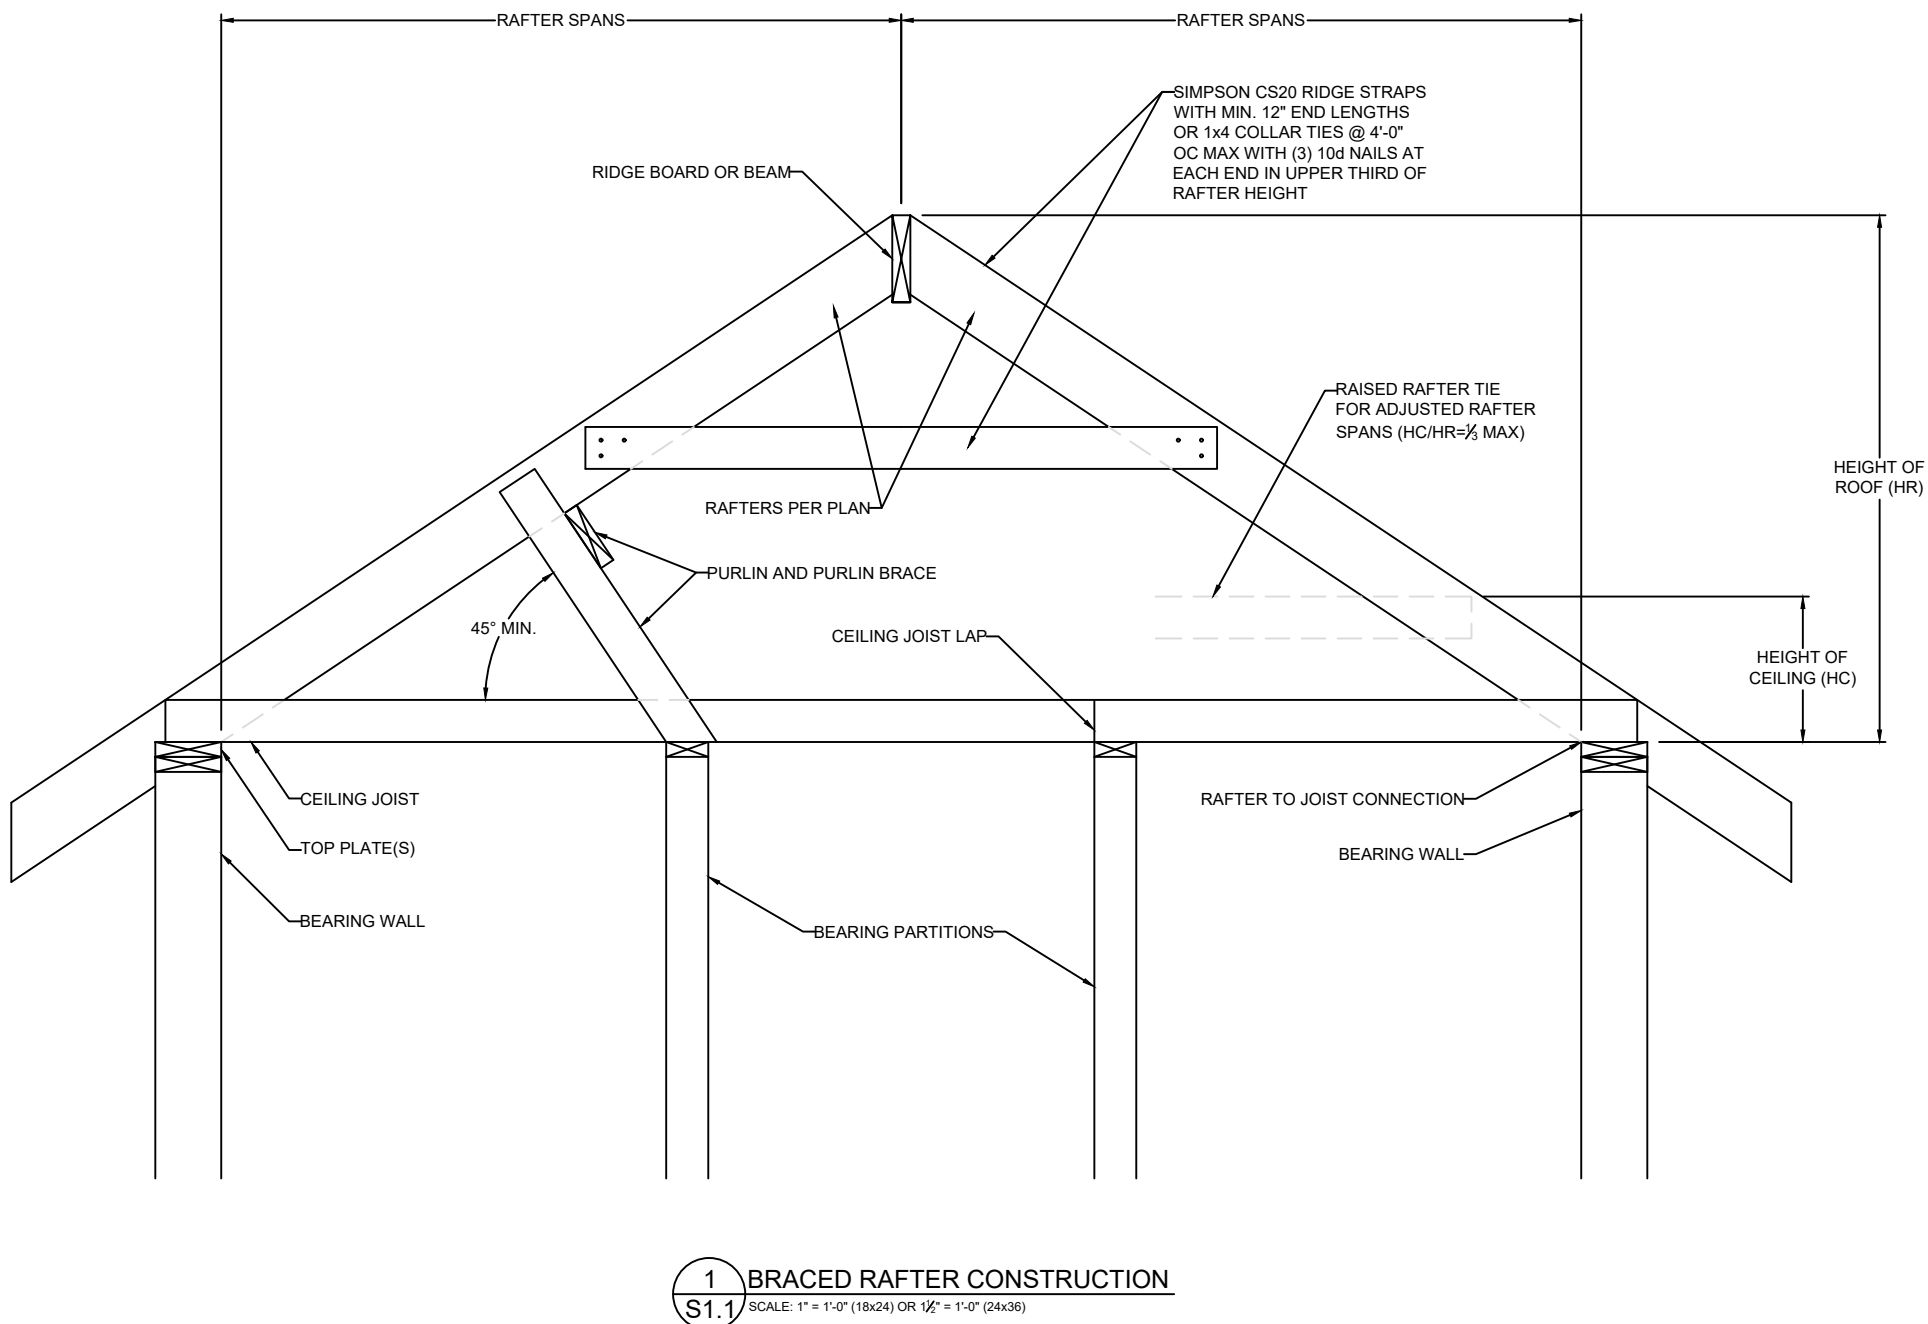 RAFTER SPANS
RAFTER SPANS
SIMPSON CS20 RIDGE STRAPS
WITH MIN. 12" END LENGTHS
OR 1x4 COLLAR TIES @ 4'-0"
OC MAX WITH (3) 10d NAILS AT
EACH END IN UPPER THIRD OF
RAFTER HEIGHT
RIDGE BOARD OR BEAM
RAISED RAFTER TIE
FOR ADJUSTED RAFTER
SPANS (HC/HR=⅓ MAX)
HEIGHT OF
ROOF (HR)
RAFTERS PER PLAN
PURLIN AND PURLIN BRACE
45° MIN.
CEILING JOIST LAP
HEIGHT OF
CEILING (HC)
CEILING JOIST
RAFTER TO JOIST CONNECTION
TOP PLATE(S)
BEARING WALL
BEARING WALL
BEARING PARTITIONS
1
S1.1
BRACED RAFTER CONSTRUCTION
SCALE: 1" = 1'-0" (18x24) OR 1½" = 1'-0" (24x36)